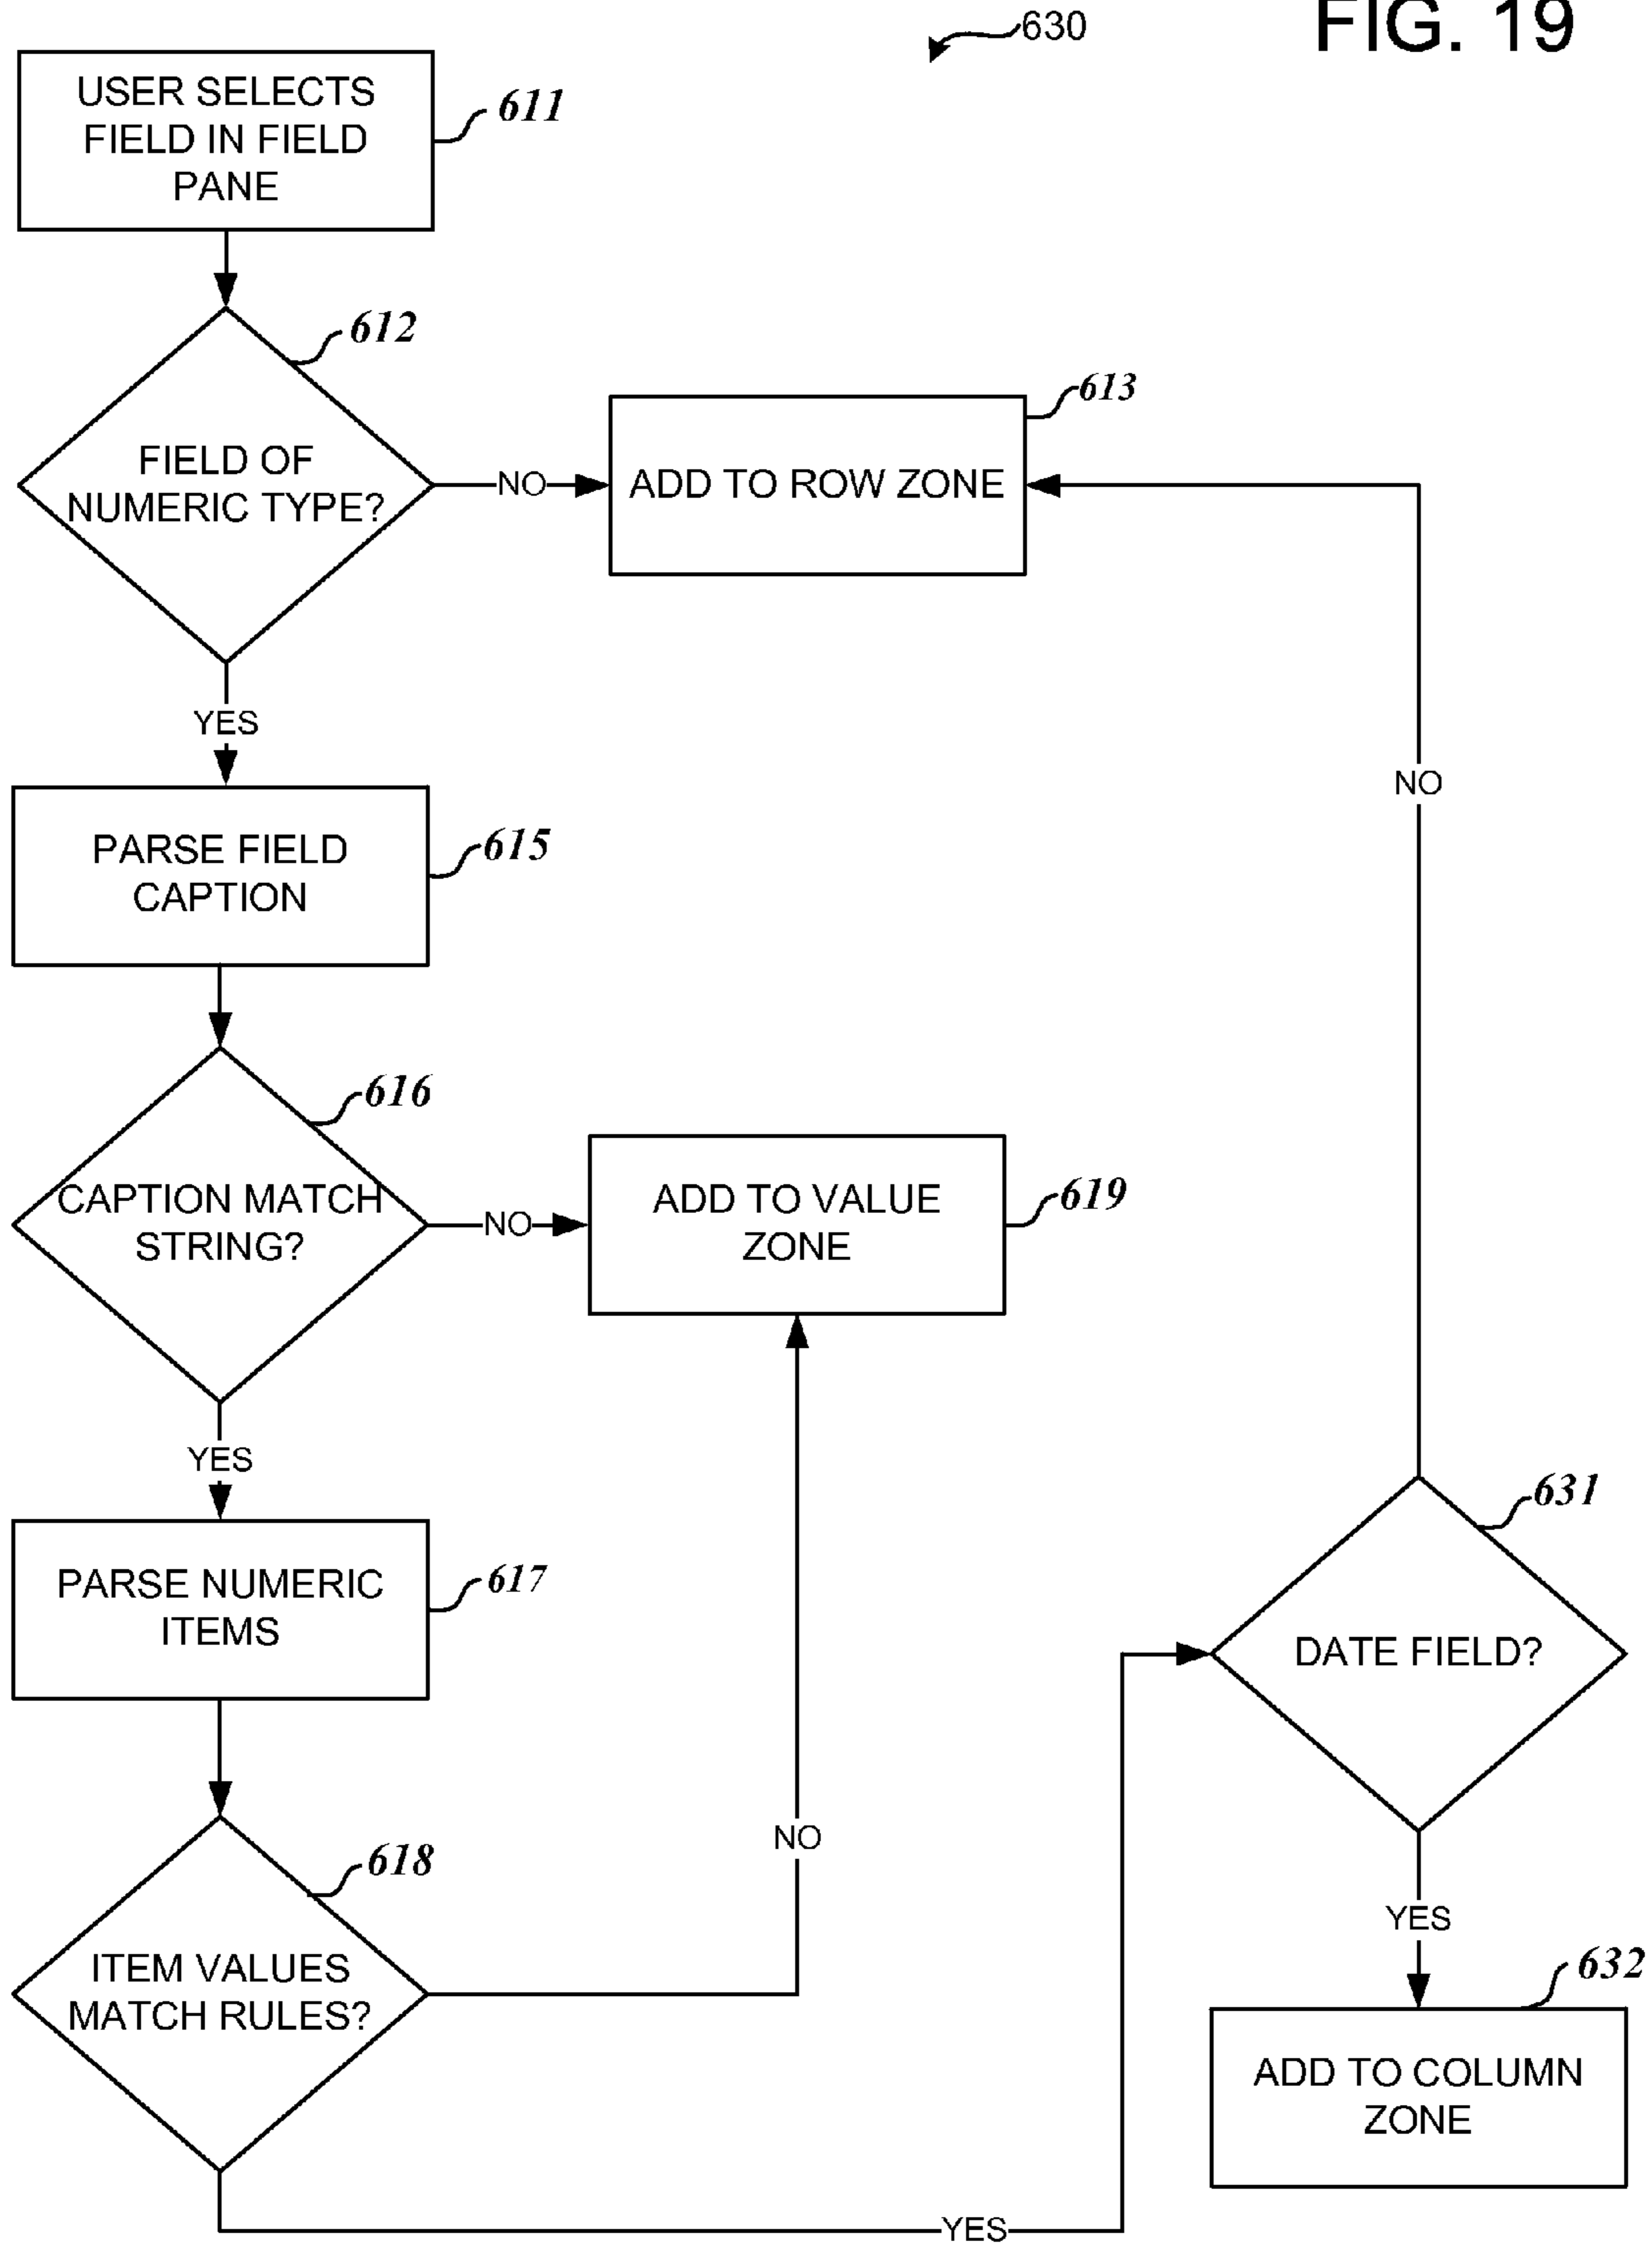 FIG. 19
630
USER SELECTS
FIELD IN FIELD
PANE
611
612
FIELD OF
NUMERIC TYPE?
NO
613
ADD TO ROW ZONE
YES
NO
PARSE FIELD
CAPTION
615
616
CAPTION MATCH
STRING?
NO
ADD TO VALUE
ZONE
619
YES
PARSE NUMERIC
ITEMS
617
631
DATE FIELD?
NO
618
ITEM VALUES
MATCH RULES?
YES
632
ADD TO COLUMN
ZONE
YES